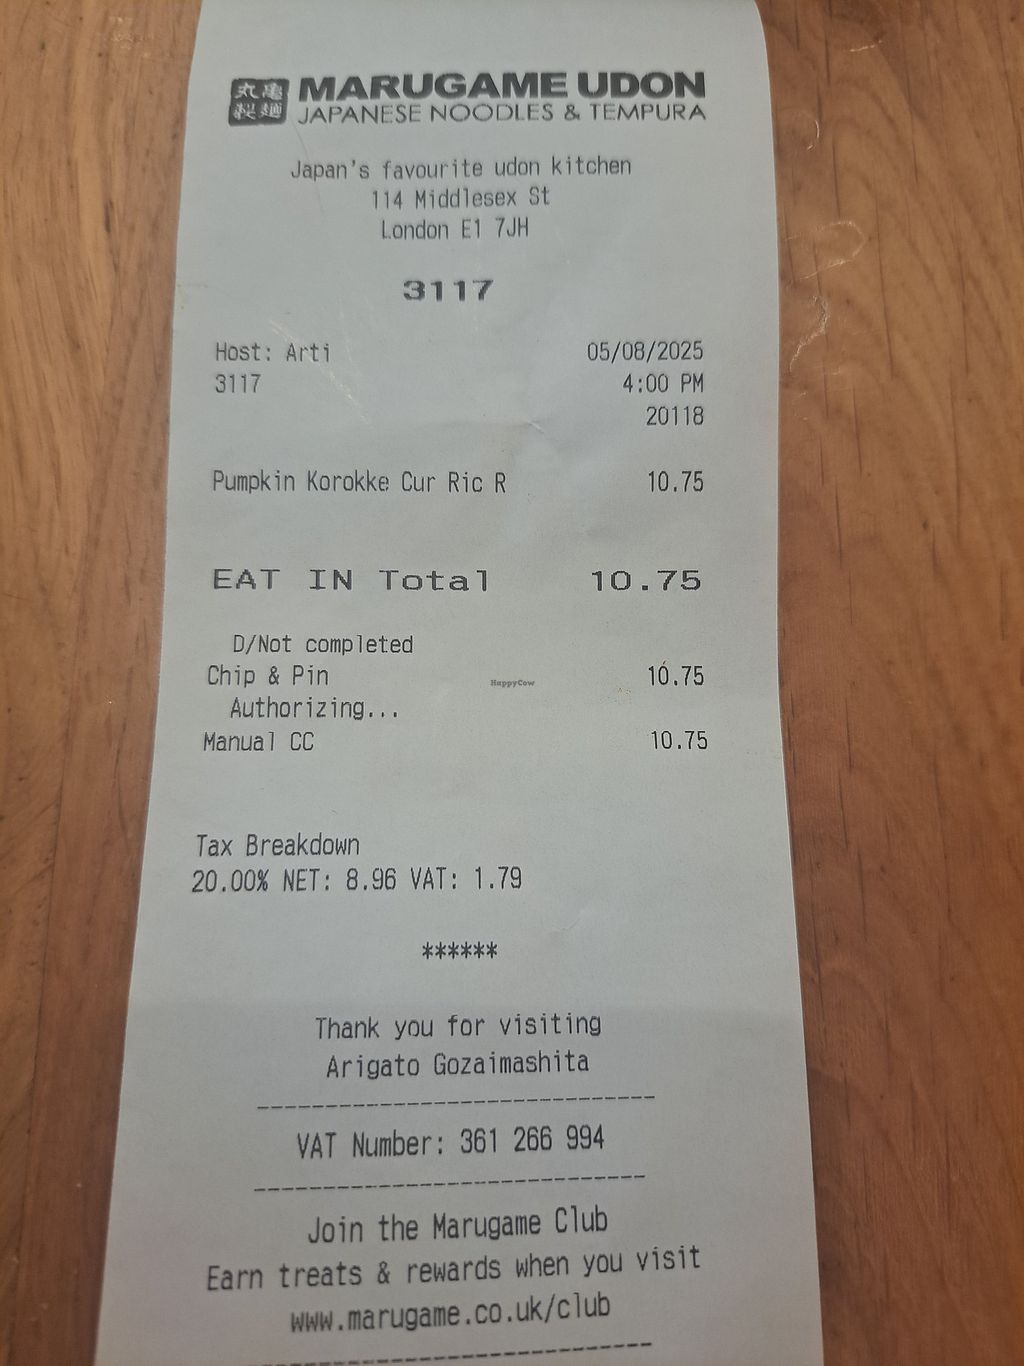 丸亀
製麺
MARUGAME UDON
JAPANESE NOODLES & TEMPURA
Japan's favourite udon kitchen
114 Middlesex St
London E1 7JH
3117
Host: Arti 05/08/2025
3117 4:00 PM
20118
Pumpkin Korokke Cur Ric R 10.75
EAT IN Total 10.75
D/Not completed
Chip & Pin 10.75
HappyCow
Authorizing...
Manual CC 10.75
Tax Breakdown
20.00% NET: 8.96 VAT: 1.79
******
Thank you for visiting
Arigato Gozaimashita
------------------------------
VAT Number: 361 266 994
------------------------------
Join the Marugame Club
Earn treats & rewards when you visit
www.marugame.co.uk/club
------------------------------